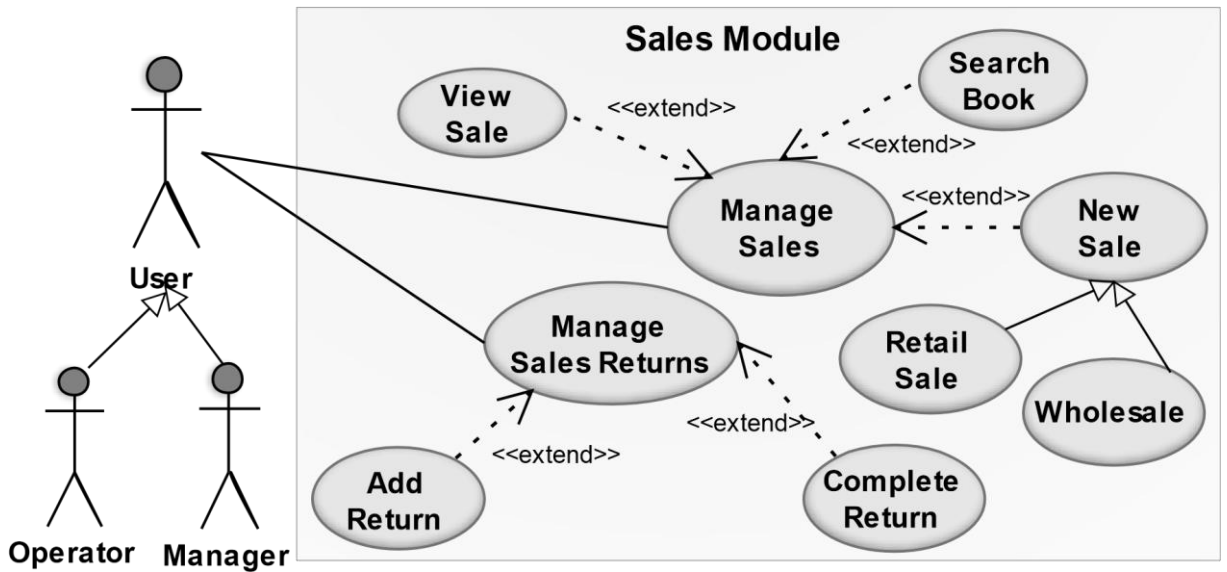 Sales Module
View
Sale
<<extend>>
Search
Book
<<extend>>
Manage
Sales
<<extend>>
New
Sale
User
Manage
Sales Returns
Retail
Sale
Wholesale
<<extend>>
<<extend>>
Add
Return
Complete
Return
Operator
Manager